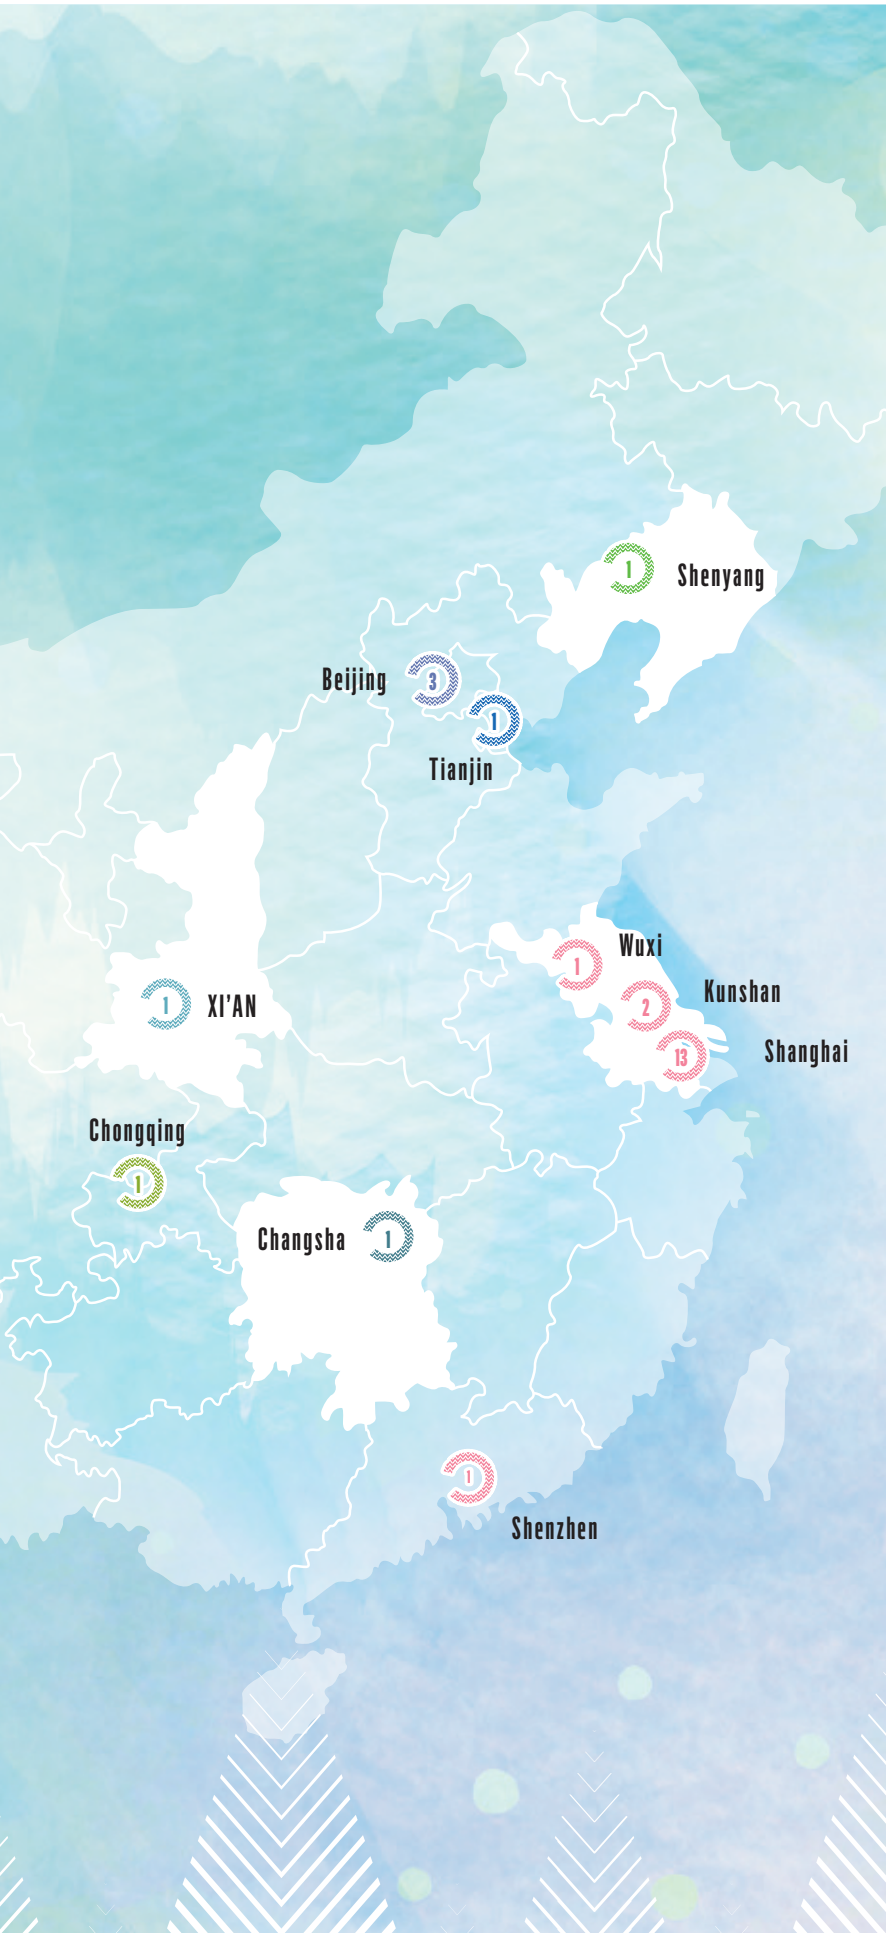 1
Shenyang
Beijing
3
1
Tianjin
Wuxi
1
Kunshan
2
Shanghai
13
1
XI'AN
Chongqing
1
Changsha
1
1
Shenzhen